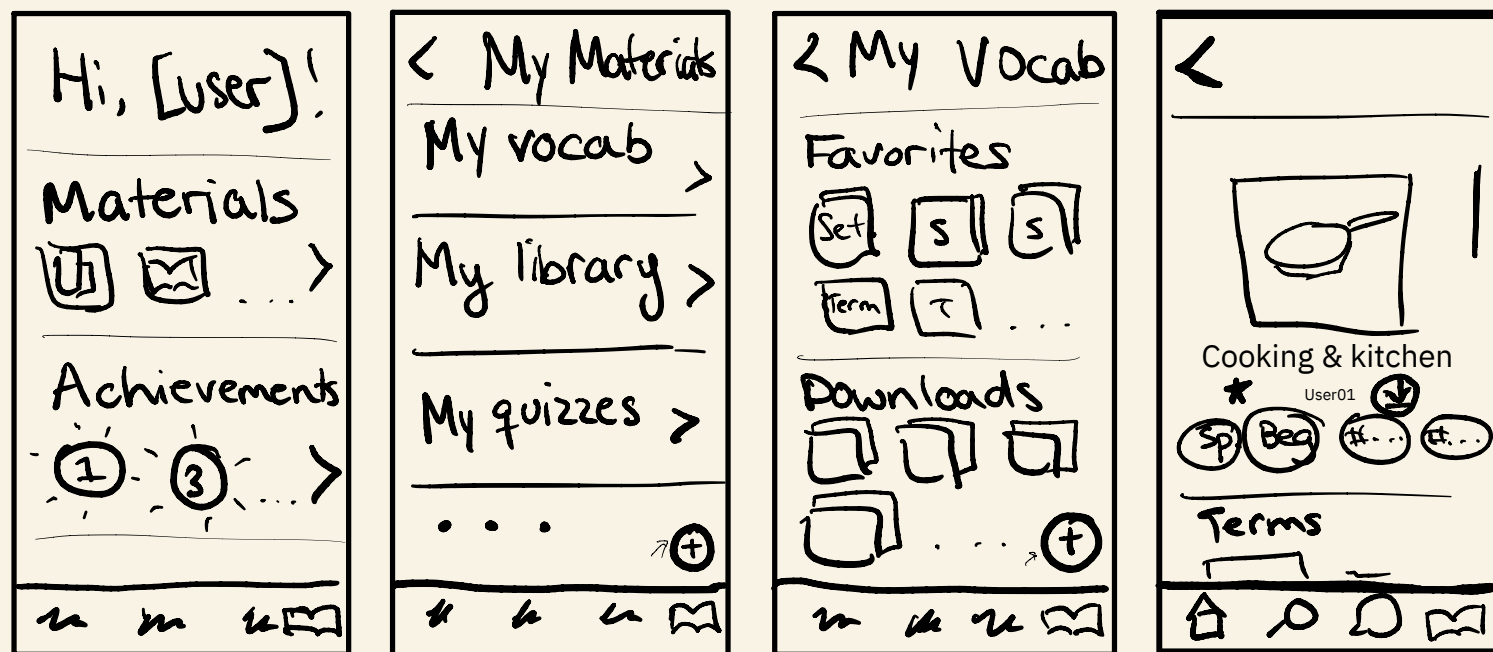 Hi, [user]!
Materials
. . . .
Achievements
1 3 . . . .
< My Materials
My vocab >
My library >
My quizzes >
. . .
+
< My Vocab
Favorites
Set S S
Term T . . . .
Downloads
. . . .
+
<
Cooking & kitchen
User01
Sp Beg #... #...
Terms